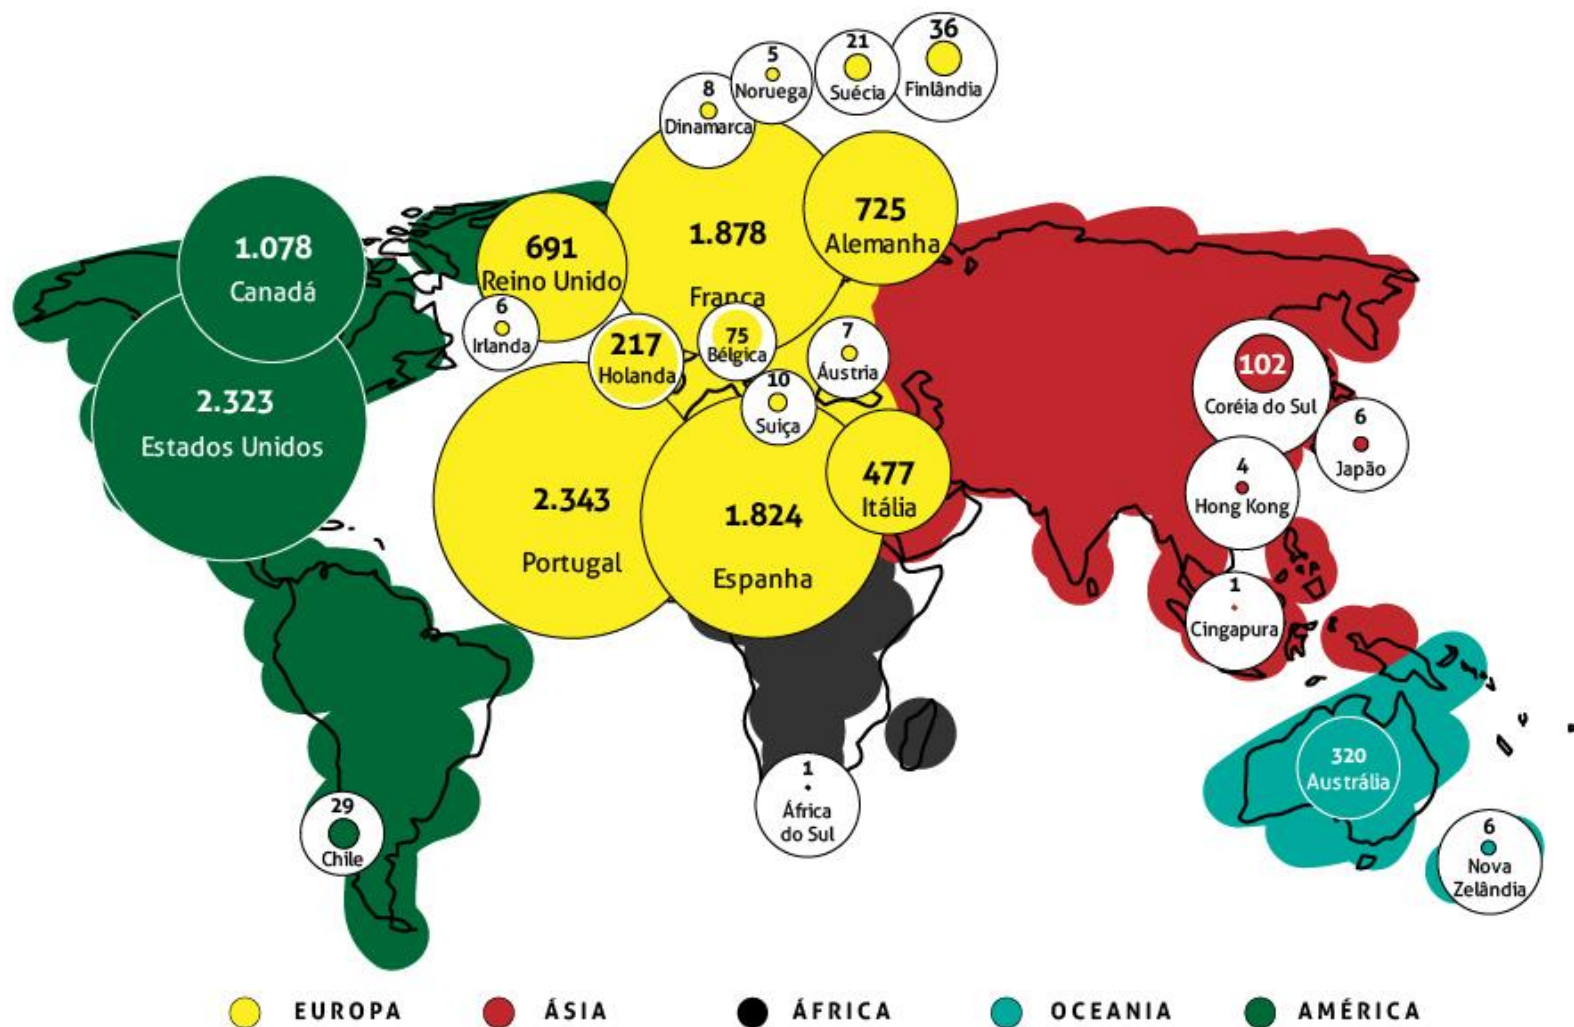 36
Finlândia
21
Suécia
5
Noruega
8
Dinamarca
1.078
Canadá
691
Reino Unido
1.878
França
725
Alemanha
6
Irlanda
217
Holanda
75
Bélgica
7
Áustria
10
Suiça
2.323
Estados Unidos
102
Coréia do Sul
6
Japão
4
Hong Kong
2.343
Portugal
1.824
Espanha
477
Itália
1
Cingapura
320
Austrália
1
África
do Sul
29
Chile
6
Nova
Zelândia
EUROPA
ÁSIA
ÁFRICA
OCEANIA
AMÉRICA